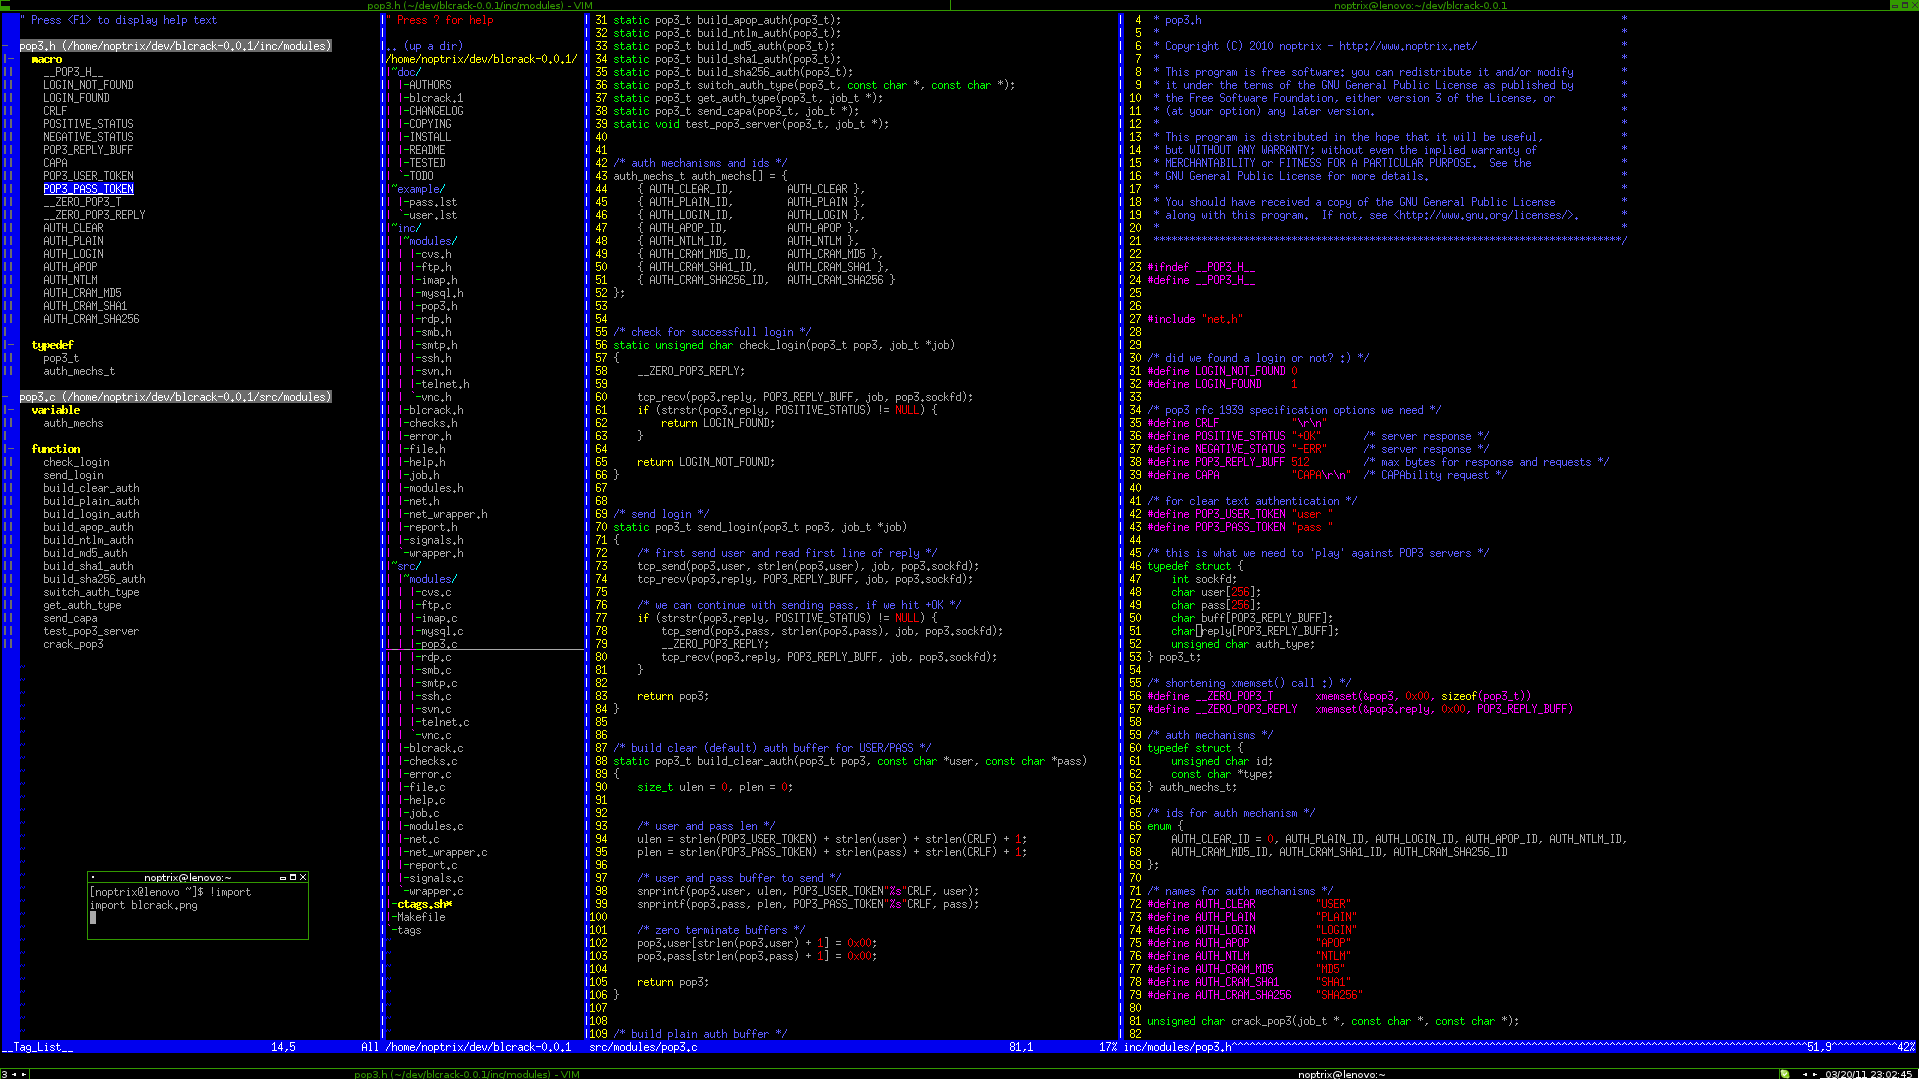 pop3.h (~/dev/blcrack-0.0.1/inc/modules) - VIM
noptrix@lenovo:~/dev/blcrack-0.0.1
" Press <F1> to display help text
pop3.h (/home/noptrix/dev/blcrack-0.0.1/inc/modules)
macro
__POP3_H__
LOGIN_NOT_FOUND
LOGIN_FOUND
CRLF
POSITIVE_STATUS
NEGATIVE_STATUS
POP3_REPLY_BUFF
CAPA
POP3_USER_TOKEN
POP3_PASS_TOKEN
__ZERO_POP3_T
__ZERO_POP3_REPLY
AUTH_CLEAR
AUTH_PLAIN
AUTH_LOGIN
AUTH_APOP
AUTH_NTLM
AUTH_CRAM_MD5
AUTH_CRAM_SHA1
AUTH_CRAM_SHA256
typedef
pop3_t
auth_mechs_t
pop3.c (/home/noptrix/dev/blcrack-0.0.1/src/modules)
variable
auth_mechs
function
check_login
send_login
build_clear_auth
build_plain_auth
build_login_auth
build_apop_auth
build_ntlm_auth
build_md5_auth
build_sha1_auth
build_sha256_auth
switch_auth_type
get_auth_type
send_capa
test_pop3_server
crack_pop3
noptrix@lenovo:~
[noptrix@lenovo ~]$ !import
import blcrack.png
__Tag_List__ 14,5 All
" Press ? for help
.. (up a dir)
/home/noptrix/dev/blcrack-0.0.1/
|~doc/
| |-AUTHORS
| |-blcrack.1
| |-CHANGELOG
| |-COPYING
| |-INSTALL
| |-README
| |-TESTED
| `-TODO
|~example/
| |-pass.lst
| `-user.lst
|~inc/
| |~modules/
| | |-cvs.h
| | |-ftp.h
| | |-imap.h
| | |-mysql.h
| | |-pop3.h
| | |-rdp.h
| | |-smb.h
| | |-smtp.h
| | |-ssh.h
| | |-svn.h
| | |-telnet.h
| | `-vnc.h
| |-blcrack.h
| |-checks.h
| |-error.h
| |-file.h
| |-help.h
| |-job.h
| |-modules.h
| |-net.h
| |-net_wrapper.h
| |-report.h
| |-signals.h
| `-wrapper.h
|~src/
| |~modules/
| | |-cvs.c
| | |-ftp.c
| | |-imap.c
| | |-mysql.c
| | |-pop3.c
| | |-rdp.c
| | |-smb.c
| | |-smtp.c
| | |-ssh.c
| | |-svn.c
| | |-telnet.c
| | `-vnc.c
| |-blcrack.c
| |-checks.c
| |-error.c
| |-file.c
| |-help.c
| |-job.c
| |-modules.c
| |-net.c
| |-net_wrapper.c
| |-report.c
| |-signals.c
| `-wrapper.c
|-ctags.sh*
|-Makefile
`-tags
/home/noptrix/dev/blcrack-0.0.1
31 static pop3_t build_apop_auth(pop3_t);
32 static pop3_t build_ntlm_auth(pop3_t);
33 static pop3_t build_md5_auth(pop3_t);
34 static pop3_t build_sha1_auth(pop3_t);
35 static pop3_t build_sha256_auth(pop3_t);
36 static pop3_t switch_auth_type(pop3_t, const char *, const char *);
37 static pop3_t get_auth_type(pop3_t, job_t *);
38 static pop3_t send_capa(pop3_t, job_t *);
39 static void test_pop3_server(pop3_t, job_t *);
40
41
42 /* auth mechanisms and ids */
43 auth_mechs_t auth_mechs[] = {
44 { AUTH_CLEAR_ID, AUTH_CLEAR },
45 { AUTH_PLAIN_ID, AUTH_PLAIN },
46 { AUTH_LOGIN_ID, AUTH_LOGIN },
47 { AUTH_APOP_ID, AUTH_APOP },
48 { AUTH_NTLM_ID, AUTH_NTLM },
49 { AUTH_CRAM_MD5_ID, AUTH_CRAM_MD5 },
50 { AUTH_CRAM_SHA1_ID, AUTH_CRAM_SHA1 },
51 { AUTH_CRAM_SHA256_ID, AUTH_CRAM_SHA256 }
52 };
53
54
55 /* check for successfull login */
56 static unsigned char check_login(pop3_t pop3, job_t *job)
57 {
58 __ZERO_POP3_REPLY;
59
60 tcp_recv(pop3.reply, POP3_REPLY_BUFF, job, pop3.sockfd);
61 if (strstr(pop3.reply, POSITIVE_STATUS) != NULL) {
62 return LOGIN_FOUND;
63 }
64
65 return LOGIN_NOT_FOUND;
66 }
67
68
69 /* send login */
70 static pop3_t send_login(pop3_t pop3, job_t *job)
71 {
72 /* first send user and read first line of reply */
73 tcp_send(pop3.user, strlen(pop3.user), job, pop3.sockfd);
74 tcp_recv(pop3.reply, POP3_REPLY_BUFF, job, pop3.sockfd);
75
76 /* we can continue with sending pass, if we hit +OK */
77 if (strstr(pop3.reply, POSITIVE_STATUS) != NULL) {
78 tcp_send(pop3.pass, strlen(pop3.pass), job, pop3.sockfd);
79 __ZERO_POP3_REPLY;
80 tcp_recv(pop3.reply, POP3_REPLY_BUFF, job, pop3.sockfd);
81 }
82
83 return pop3;
84 }
85
86
87 /* build clear (default) auth buffer for USER/PASS */
88 static pop3_t build_clear_auth(pop3_t pop3, const char *user, const char *pass)
89 {
90 size_t ulen = 0, plen = 0;
91
92
93 /* user and pass len */
94 ulen = strlen(POP3_USER_TOKEN) + strlen(user) + strlen(CRLF) + 1;
95 plen = strlen(POP3_PASS_TOKEN) + strlen(pass) + strlen(CRLF) + 1;
96
97 /* user and pass buffer to send */
98 snprintf(pop3.user, ulen, POP3_USER_TOKEN"%s"CRLF, user);
99 snprintf(pop3.pass, plen, POP3_PASS_TOKEN"%s"CRLF, pass);
100
101 /* zero terminate buffers */
102 pop3.user[strlen(pop3.user) + 1] = 0x00;
103 pop3.pass[strlen(pop3.pass) + 1] = 0x00;
104
105 return pop3;
106 }
107
108
109 /* build plain auth buffer */
src/modules/pop3.c 81,1 17%
4 * pop3.h *
5 * *
6 * Copyright (C) 2010 noptrix - http://www.noptrix.net/ *
7 * *
8 * This program is free software: you can redistribute it and/or modify *
9 * it under the terms of the GNU General Public License as published by *
10 * the Free Software Foundation, either version 3 of the License, or *
11 * (at your option) any later version. *
12 * *
13 * This program is distributed in the hope that it will be useful, *
14 * but WITHOUT ANY WARRANTY; without even the implied warranty of *
15 * MERCHANTABILITY or FITNESS FOR A PARTICULAR PURPOSE.  See the *
16 * GNU General Public License for more details. *
17 * *
18 * You should have received a copy of the GNU General Public License *
19 * along with this program.  If not, see <http://www.gnu.org/licenses/>. *
20 * *
21 ******************************************************************************/
22
23 #ifndef __POP3_H__
24 #define __POP3_H__
25
26
27 #include "net.h"
28
29
30 /* did we found a login or not? :) */
31 #define LOGIN_NOT_FOUND 0
32 #define LOGIN_FOUND 1
33
34 /* pop3 rfc 1939 specification options we need */
35 #define CRLF "\r\n"
36 #define POSITIVE_STATUS "+OK" /* server response */
37 #define NEGATIVE_STATUS "-ERR" /* server response */
38 #define POP3_REPLY_BUFF 512 /* max bytes for response and requests */
39 #define CAPA "CAPA\r\n" /* CAPAbility request */
40
41 /* for clear text authentication */
42 #define POP3_USER_TOKEN "user "
43 #define POP3_PASS_TOKEN "pass "
44
45 /* this is what we need to 'play' against POP3 servers */
46 typedef struct {
47 int sockfd;
48 char user[256];
49 char pass[256];
50 char buff[POP3_REPLY_BUFF];
51 char reply[POP3_REPLY_BUFF];
52 unsigned char auth_type;
53 } pop3_t;
54
55 /* shortening xmemset() call :) */
56 #define __ZERO_POP3_T xmemset(&pop3, 0x00, sizeof(pop3_t))
57 #define __ZERO_POP3_REPLY xmemset(&pop3.reply, 0x00, POP3_REPLY_BUFF)
58
59 /* auth mechanisms */
60 typedef struct {
61 unsigned char id;
62 const char *type;
63 } auth_mechs_t;
64
65 /* ids for auth mechanism */
66 enum {
67 AUTH_CLEAR_ID = 0, AUTH_PLAIN_ID, AUTH_LOGIN_ID, AUTH_APOP_ID, AUTH_NTLM_ID,
68 AUTH_CRAM_MD5_ID, AUTH_CRAM_SHA1_ID, AUTH_CRAM_SHA256_ID
69 };
70
71 /* names for auth mechanisms */
72 #define AUTH_CLEAR "USER"
73 #define AUTH_PLAIN "PLAIN"
74 #define AUTH_LOGIN "LOGIN"
75 #define AUTH_APOP "APOP"
76 #define AUTH_NTLM "NTLM"
77 #define AUTH_CRAM_MD5 "MD5"
78 #define AUTH_CRAM_SHA1 "SHA1"
79 #define AUTH_CRAM_SHA256 "SHA256"
80
81 unsigned char crack_pop3(job_t *, const char *, const char *);
82
inc/modules/pop3.h 51,9 42%
3 pop3.h (~/dev/blcrack-0.0.1/inc/modules) - VIM
noptrix@lenovo:~
03/20/11 23:02:45